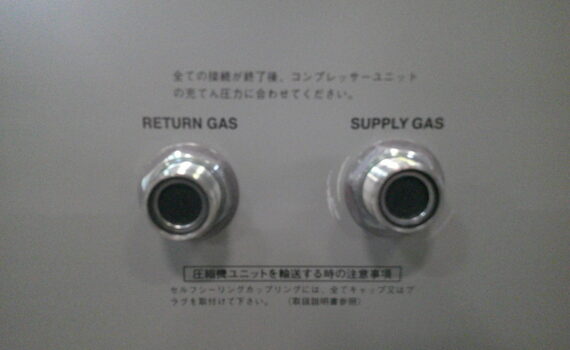 全ての接続が終了後、コンプレッサーユニット
の充てん圧力に合わせてください。
RETURN GAS
SUPPLY GAS
圧縮機ユニットを輸送する時の注意事項
セルフシーリングカップリングには、全てキャップ又はプ
ラグを取付けて下さい。 (取扱説明書参照)